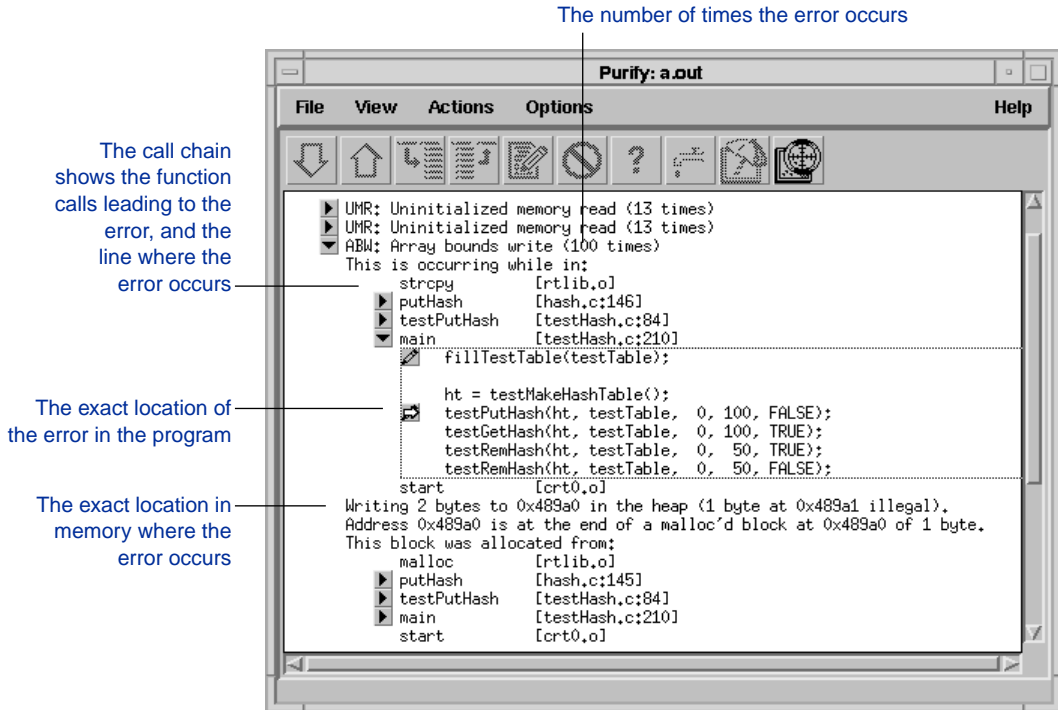 The number of times the error occurs
Purify: a.out
File View Actions Options Help
The call chain
shows the function
calls leading to the
error, and the
line where the
error occurs
UMR: Uninitialized memory read (13 times)
UMR: Uninitialized memory read (13 times)
ABW: Array bounds write (100 times)
This is occurring while in:
strcpy [rtlib.o]
putHash [hash.c:146]
testPutHash [testHash.c:84]
main [testHash.c:210]
fillTestTable(testTable);
ht = testMakeHashTable();
testPutHash(ht, testTable, 0, 100, FALSE);
testGetHash(ht, testTable, 0, 100, TRUE);
testRemHash(ht, testTable, 0, 50, TRUE);
testRemHash(ht, testTable, 0, 50, FALSE);
start [crt0.o]
The exact location of
the error in the program
Writing 2 bytes to 0x489a0 in the heap (1 byte at 0x489a1 illegal).
Address 0x489a0 is at the end of a malloc'd block at 0x489a0 of 1 byte.
This block was allocated from:
malloc [rtlib.o]
putHash [hash.c:145]
testPutHash [testHash.c:84]
main [testHash.c:210]
start [crt0.o]
The exact location in
memory where the
error occurs